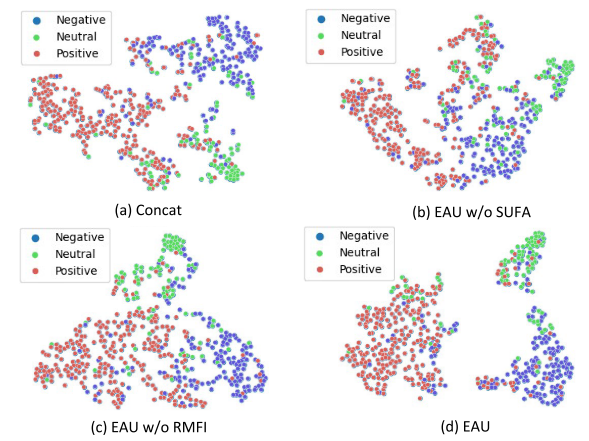 Negative
Neutral
Positive
(a) Concat
Negative
Neutral
Positive
(b) EAU w/o SUFA
Negative
Neutral
Positive
(c) EAU w/o RMFI
Negative
Neutral
Positive
(d) EAU